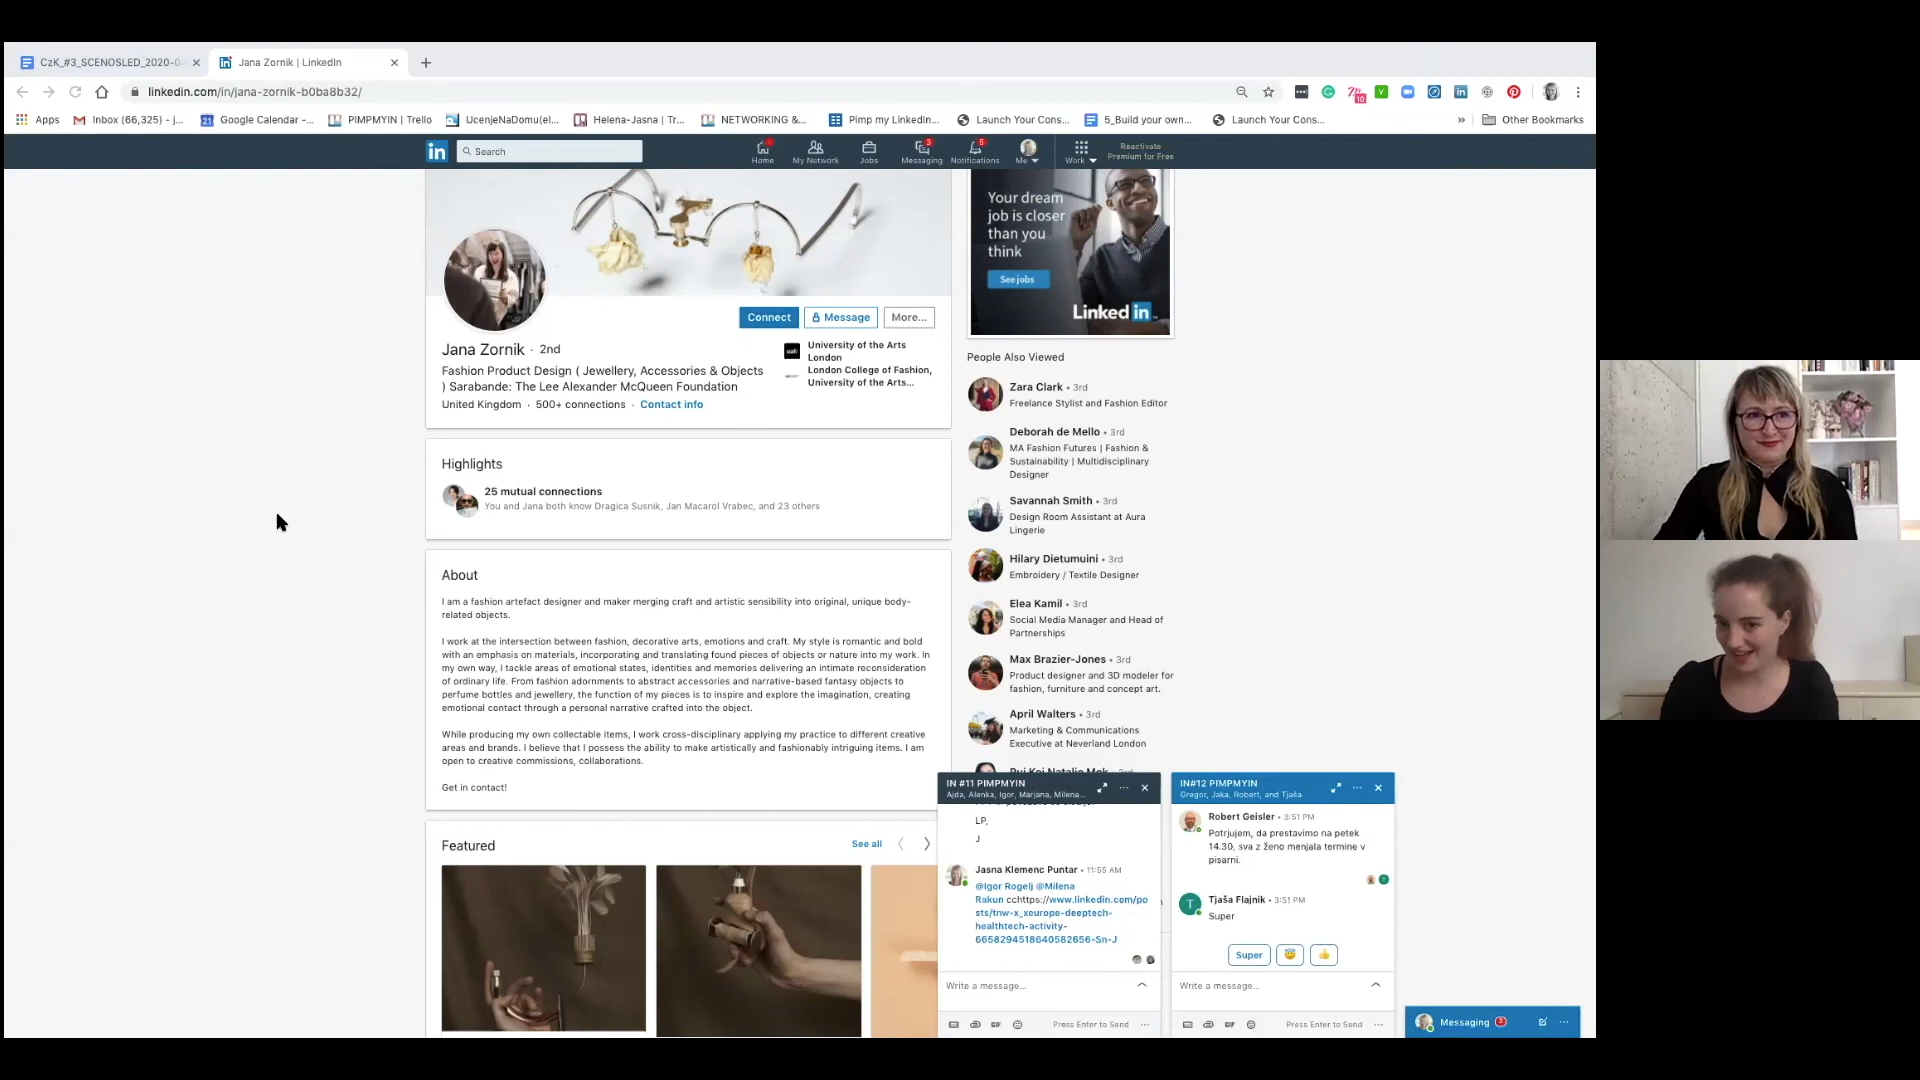 CzK_#3_SCENOSLED_2020-0
Jana Zornik | LinkedIn
linkedin.com/in/jana-zornik-b0ba8b32/
10
Apps
Inbox (66,325) - j...
Google Calendar -...
PIMPMYIN | Trello
UcenjeNaDomu(el...
Helena-Jasna | Tr...
NETWORKING &...
Pimp my LinkedIn...
Launch Your Cons...
5_Build your own...
Launch Your Cons...
»
Other Bookmarks
in
Search
Home
My Network
Jobs
3
Messaging
5
Notifications
Me
Work
Reactivate
Premium for Free
Connect
Message
More...
Jana Zornik · 2nd
Fashion Product Design ( Jewellery, Accessories & Objects
) Sarabande: The Lee Alexander McQueen Foundation
United Kingdom · 500+ connections · Contact info
University of the Arts
London
London College of Fashion,
University of the Arts...
Highlights
25 mutual connections
You and Jana both know Dragica Susnik, Jan Macarol Vrabec, and 23 others
About
I am a fashion artefact designer and maker merging craft and artistic sensibility into original, unique body-
related objects.
I work at the intersection between fashion, decorative arts, emotions and craft. My style is romantic and bold
with an emphasis on materials, incorporating and translating found pieces of objects or nature into my work. In
my own way, I tackle areas of emotional states, identities and memories delivering an intimate reconsideration
of ordinary life. From fashion adornments to abstract accessories and narrative-based fantasy objects to
perfume bottles and jewellery, the function of my pieces is to inspire and explore the imagination, creating
emotional contact through a personal narrative crafted into the object.
While producing my own collectable items, I work cross-disciplinary applying my practice to different creative
areas and brands. I believe that I possess the ability to make artistically and fashionably intriguing items. I am
open to creative commissions, collaborations.
Get in contact!
Featured
See all
Your dream
job is closer
than you
think
See jobs
Linked in
People Also Viewed
Zara Clark • 3rd
Freelance Stylist and Fashion Editor
Deborah de Mello • 3rd
MA Fashion Futures | Fashion &
Sustainability | Multidisciplinary
Designer
Savannah Smith • 3rd
Design Room Assistant at Aura
Lingerie
Hilary Dietumuini • 3rd
Embroidery / Textile Designer
Elea Kamil • 3rd
Social Media Manager and Head of
Partnerships
Max Brazier-Jones • 3rd
Product designer and 3D modeler for
fashion, furniture and concept art.
April Walters • 3rd
Marketing & Communications
Executive at Neverland London
IN #11 PIMPMYIN
Ajda, Alenka, Igor, Marjana, Milena...
LP,
J
Jasna Klemenc Puntar • 11:55 AM
@Igor Rogelj @Milena
Rakun cchttps://www.linkedin.com/po
sts/tnw-x_xeurope-deeptech-
healthtech-activity-
6658294518640582656-Sn-J
Write a message...
GIF
Press Enter to Send
IN#12 PIMPMYIN
Gregor, Jaka, Robert, and Tjaša
Robert Geisler • 3:51 PM
Potrjujem, da prestavimo na petek
14.30, sva z ženo menjala termine v
pisarni.
T
Tjaša Flajnik • 3:51 PM
Super
Super
Write a message...
GIF
Press Enter to Send
Messaging
3